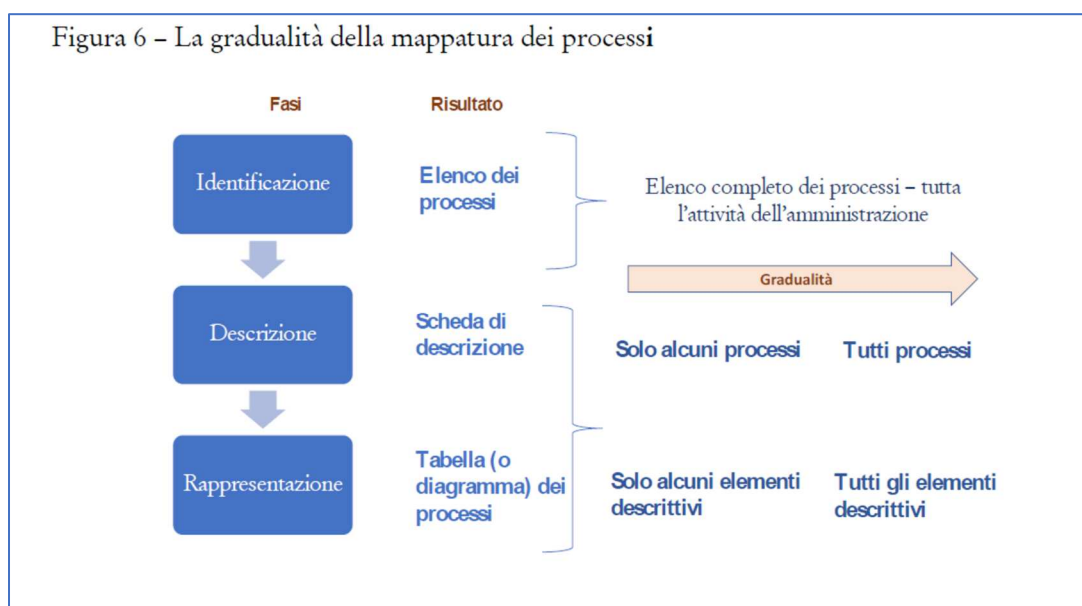 Figura 6 – La gradualità della mappatura dei processi
Fasi
Risultato
Identificazione
Elenco dei
processi
Elenco completo dei processi – tutta
l'attività dell'amministrazione
Gradualità
Descrizione
Scheda di
descrizione
Solo alcuni processi
Tutti processi
Rappresentazione
Tabella (o
diagramma) dei
processi
Solo alcuni elementi
descrittivi
Tutti gli elementi
descrittivi